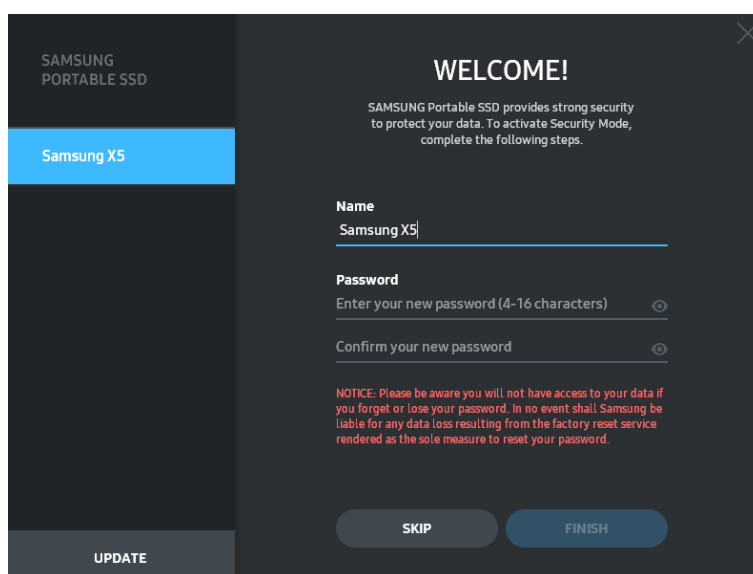 SAMSUNG
PORTABLE SSD
Samsung X5
UPDATE
WELCOME!
SAMSUNG Portable SSD provides strong security
to protect your data. To activate Security Mode,
complete the following steps.
Name
Samsung X5
Password
Enter your new password (4-16 characters)
Confirm your new password
NOTICE: Please be aware you will not have access to your data if
you forget or lose your password. In no event shall Samsung be
liable for any data loss resulting from the factory reset service
rendered as the sole measure to reset your password.
SKIP
FINISH